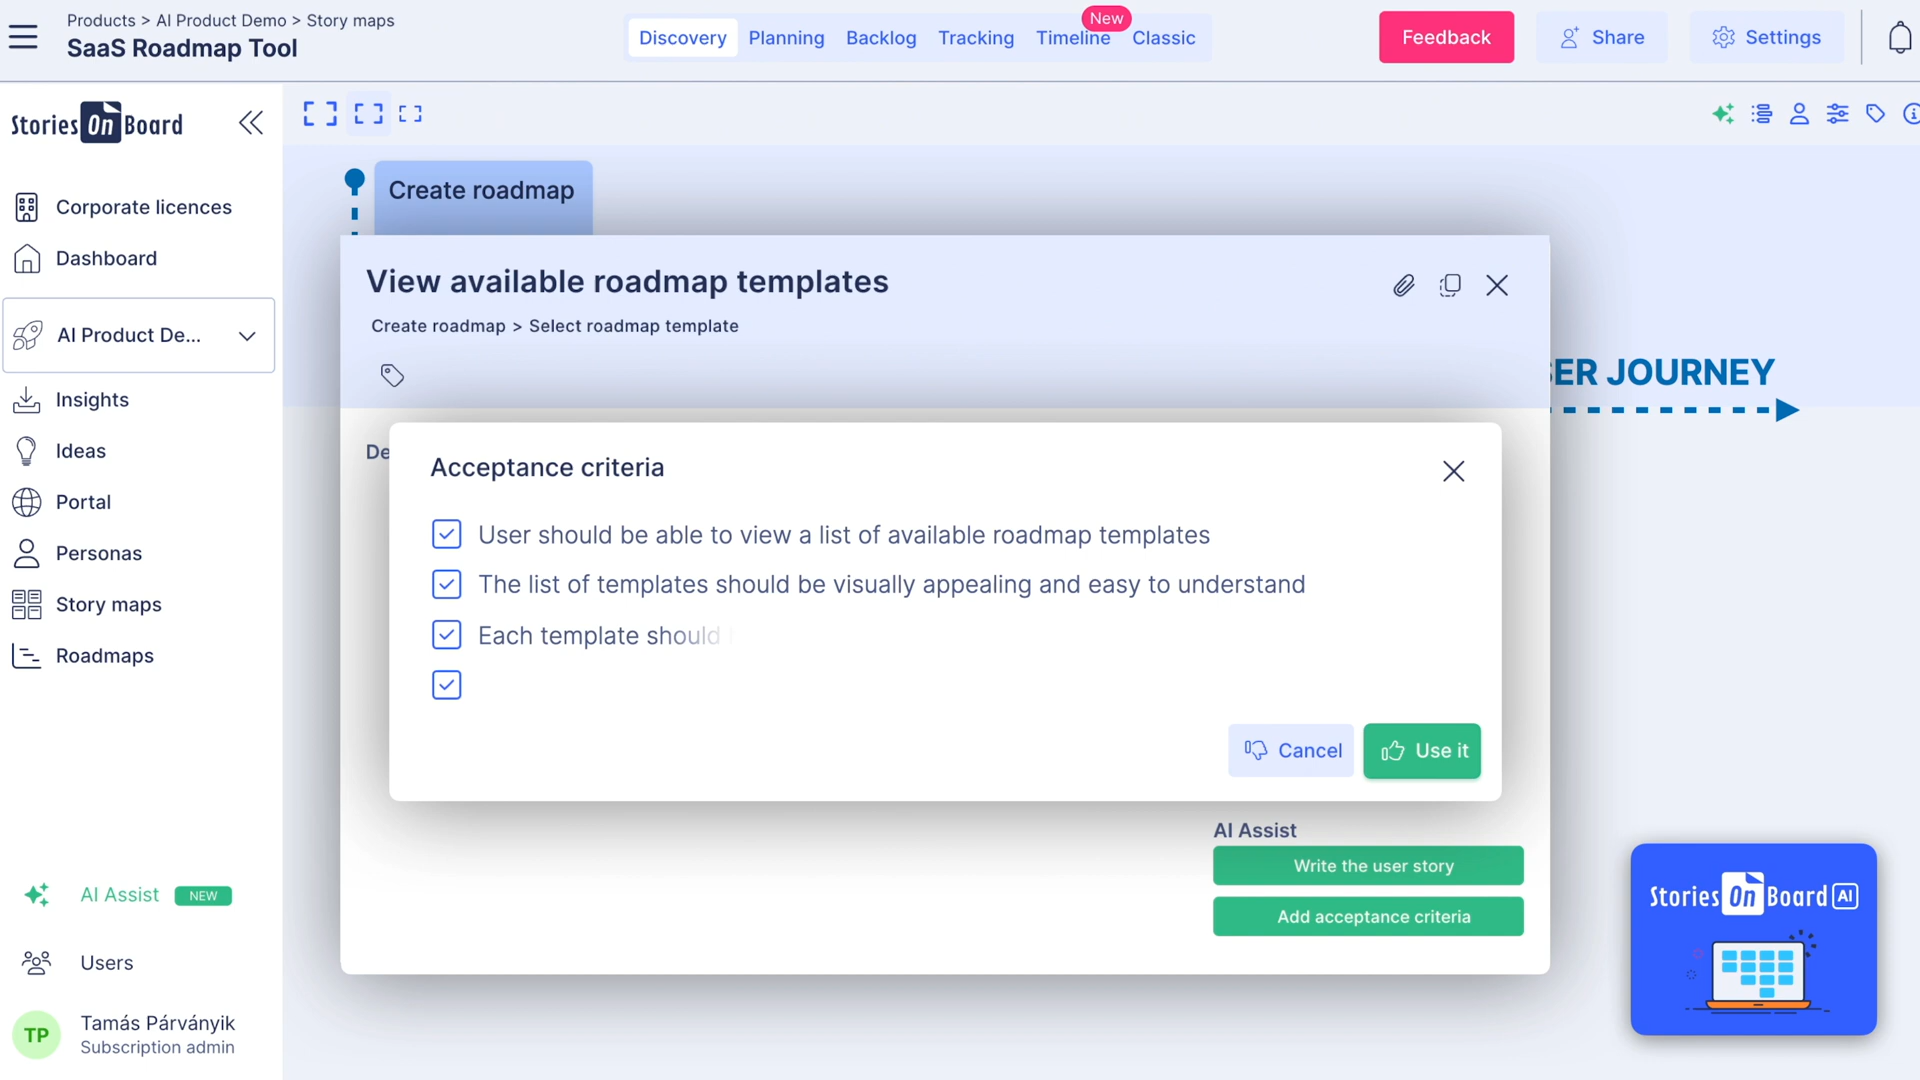 Products > AI Product Demo > Story maps
SaaS Roadmap Tool
Discovery
Planning
Backlog
Tracking
Timeline
New
Classic
Feedback
Share
Settings
Stories On Board
Corporate licences
Dashboard
AI Product De...
Insights
Ideas
Portal
Personas
Story maps
Roadmaps
AI Assist NEW
Users
TP
Tamás Párványik
Subscription admin
Create roadmap
View available roadmap templates
Create roadmap > Select roadmap template
De
ER JOURNEY
Acceptance criteria
User should be able to view a list of available roadmap templates
The list of templates should be visually appealing and easy to understand
Each template should
Cancel
Use it
AI Assist
Write the user story
Add acceptance criteria
Stories On Board AI